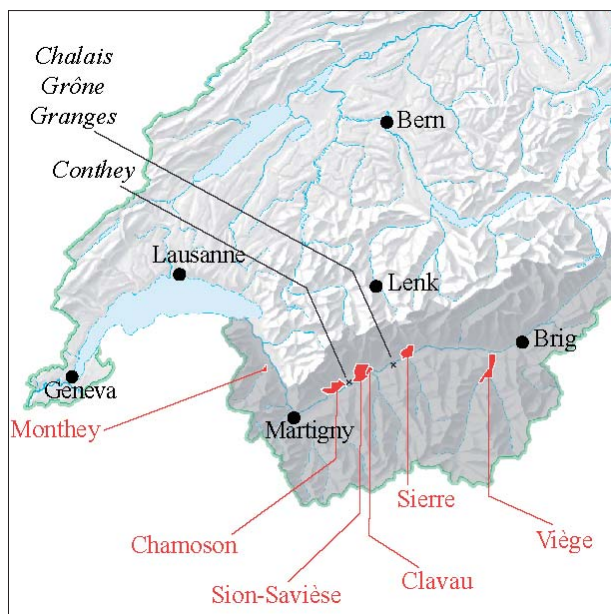 Chalais
Grône
Granges
Bern
Conthey
Lausanne
Lenk
Brig
Geneva
Monthey
Martigny
Sierre
Chamoson
Viège
Sion-Savièse
Clavau